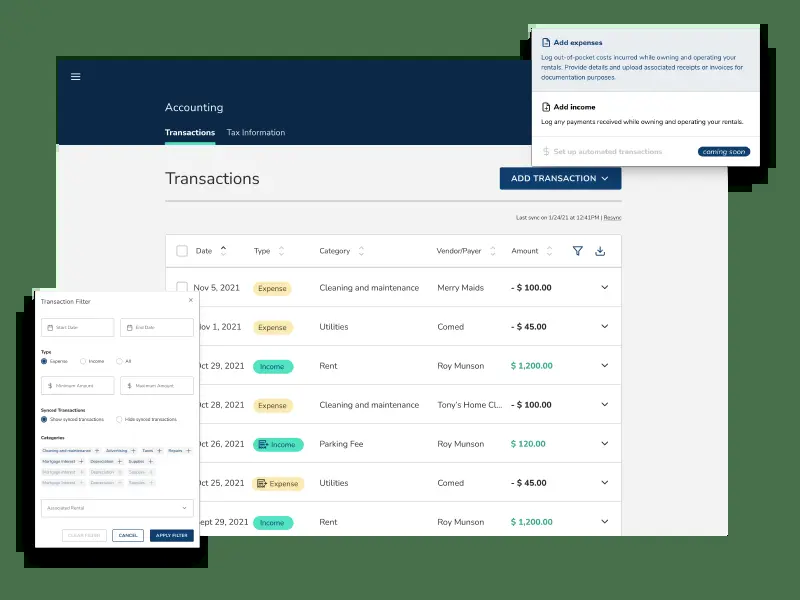 Add expenses
Log out-of-pocket costs incurred while owning and operating your
rentals. Provide details and upload associated receipts or invoices for
documentation purposes.
Add income
Log any payments received while owning and operating your rentals.
Set up automated transactions coming soon
Accounting
Transactions Tax Information
Transactions
ADD TRANSACTION
Last sync on 1/24/21 at 12:41PM | Resync
Date Type Category Vendor/Payer Amount
Nov 5, 2021 Expense Cleaning and maintenance Merry Maids - $ 100.00
Nov 1, 2021 Expense Utilities Comed - $ 45.00
Oct 29, 2021 Income Rent Roy Munson $ 1,200.00
Oct 28, 2021 Expense Cleaning and maintenance Tony's Home Cl... - $ 100.00
Oct 26, 2021 Income Parking Fee Roy Munson $ 120.00
Oct 25, 2021 Expense Utilities Comed - $ 45.00
Sept 29, 2021 Income Rent Roy Munson $ 1,200.00
Transaction Filter
Start Date End Date
Type
Expense Income All
$ Minimum Amount $ Maximum Amount
Synced Transactions
Show synced transactions Hide synced transactions
Categories
Cleaning and maintenance + Advertising + Taxes + Repairs +
Mortgage Interest + Depreciation + Supplies +
Mortgage Interest + Depreciation + Supplies +
Mortgage Interest + Depreciation + Supplies +
Associated Rental
CLEAR FILTER CANCEL APPLY FILTER